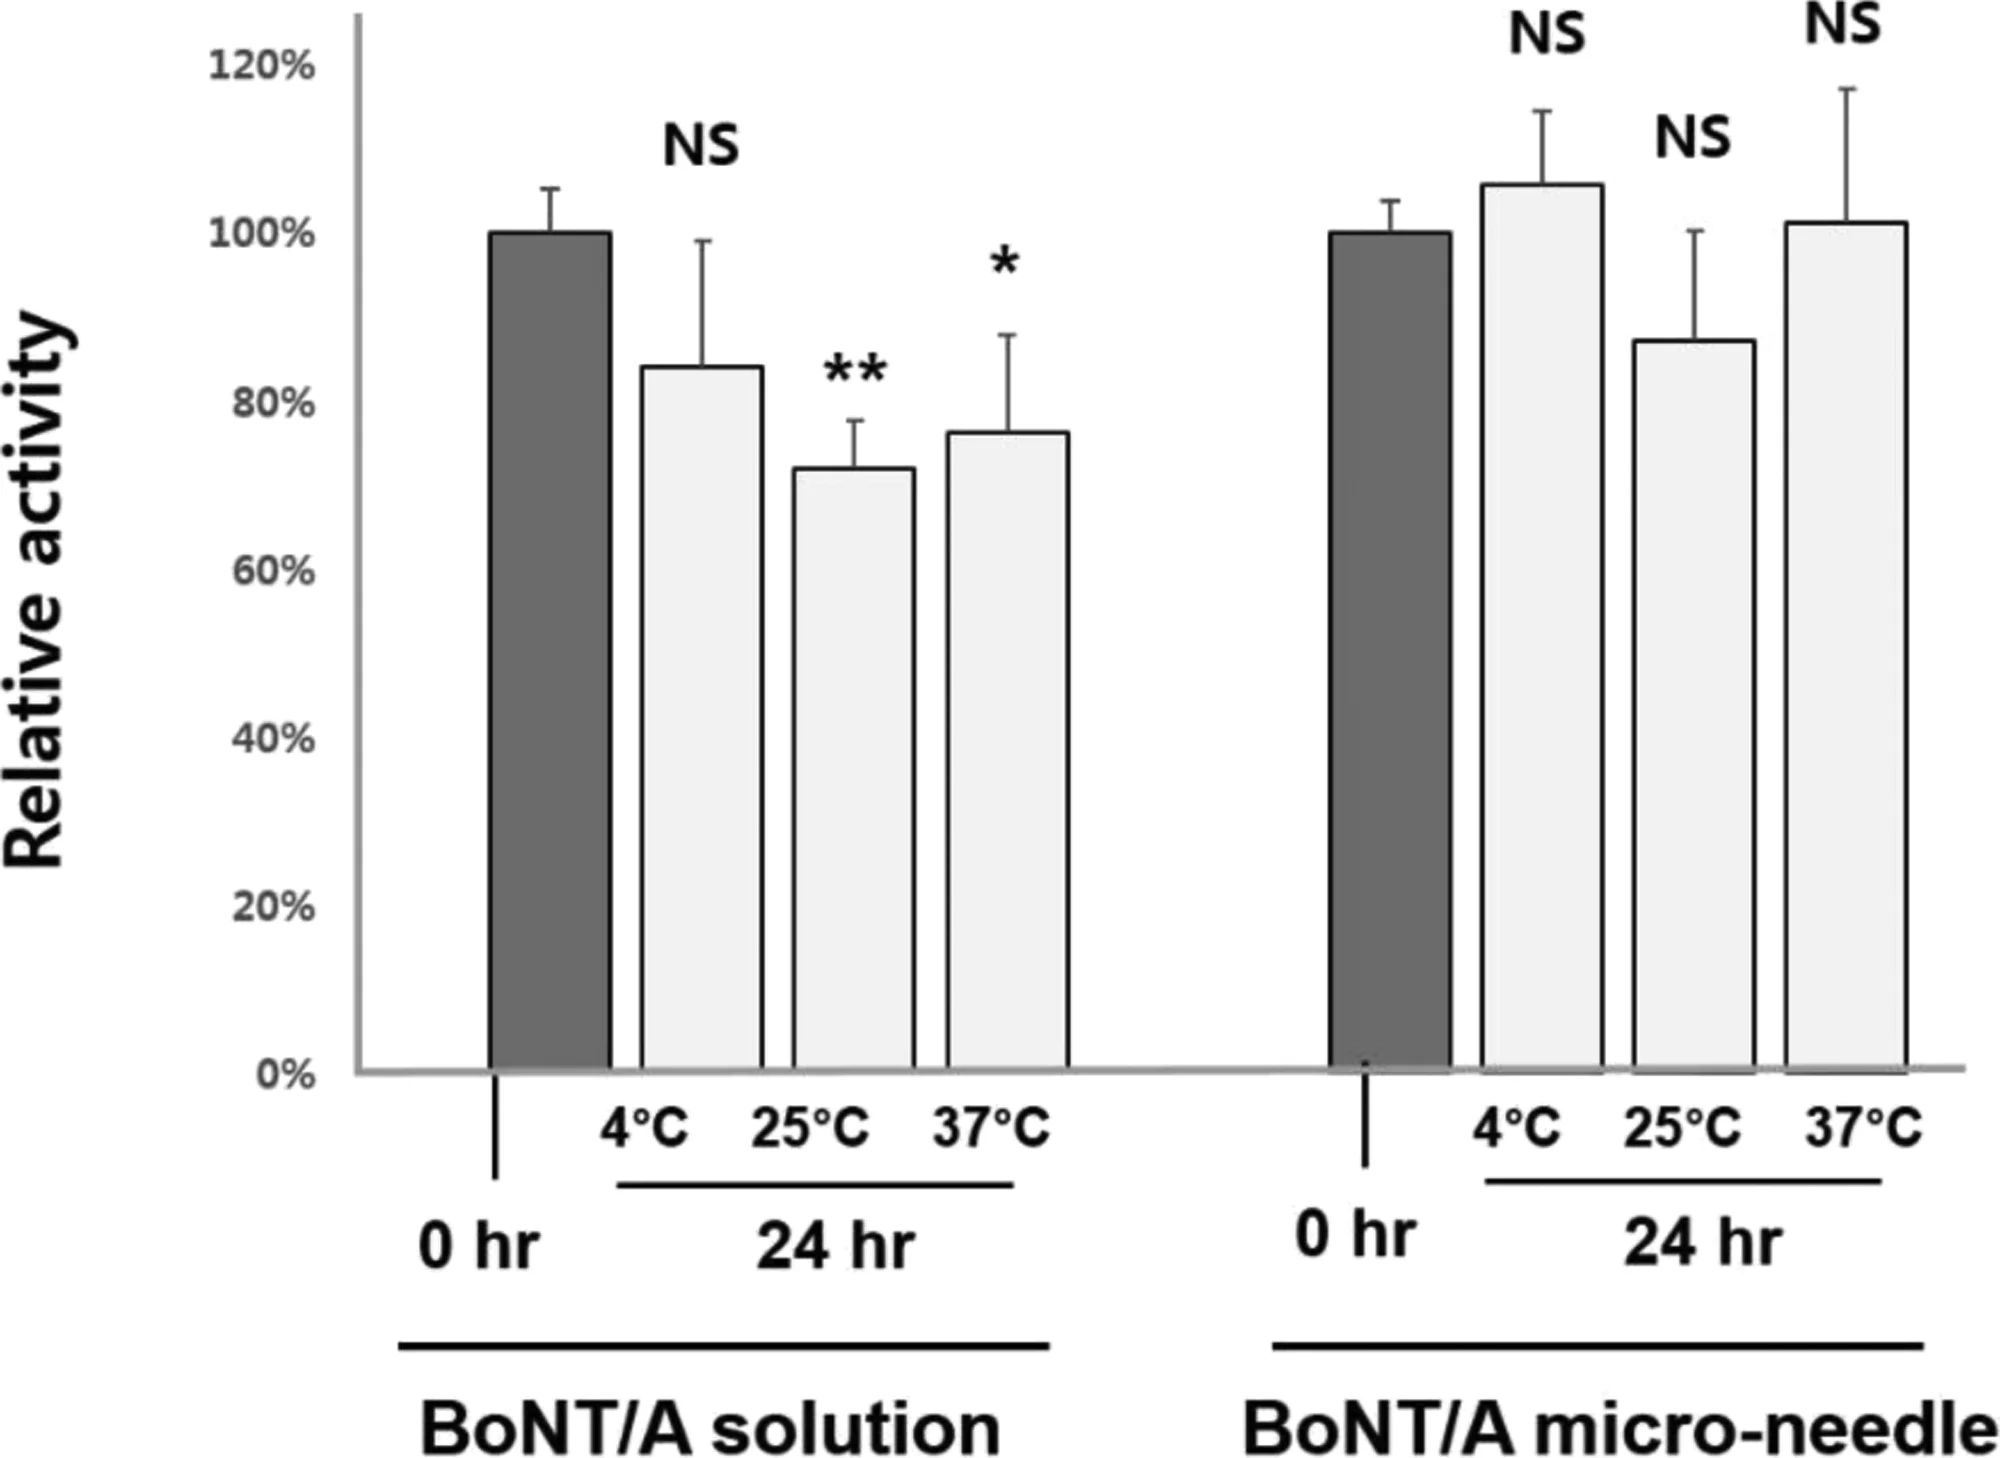 Relative activity
120%
100%
80%
60%
40%
20%
0%
NS
**
*
NS
NS
NS
4°C 25°C 37°C
4°C 25°C 37°C
0 hr
24 hr
0 hr
24 hr
BoNT/A solution
BoNT/A micro-needle